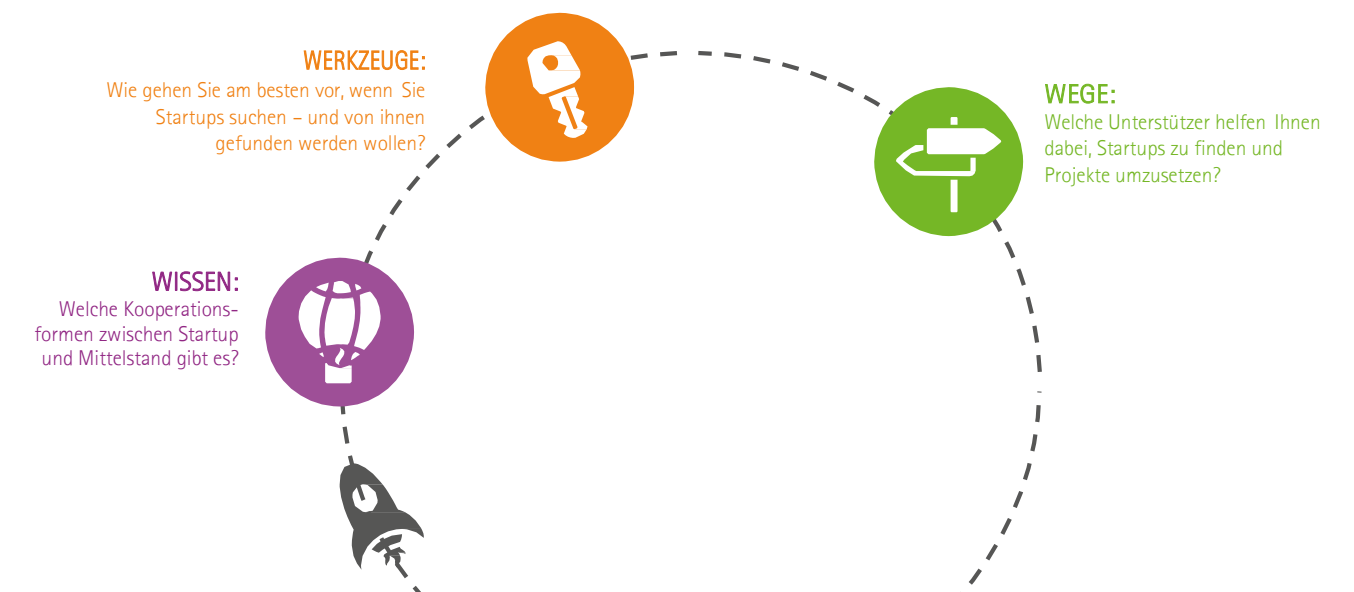 WERKZEUGE:
Wie gehen Sie am besten vor, wenn Sie
Startups suchen – und von ihnen
gefunden werden wollen?
WEGE:
Welche Unterstützer helfen Ihnen
dabei, Startups zu finden und
Projekte umzusetzen?
WISSEN:
Welche Kooperations-
formen zwischen Startup
und Mittelstand gibt es?